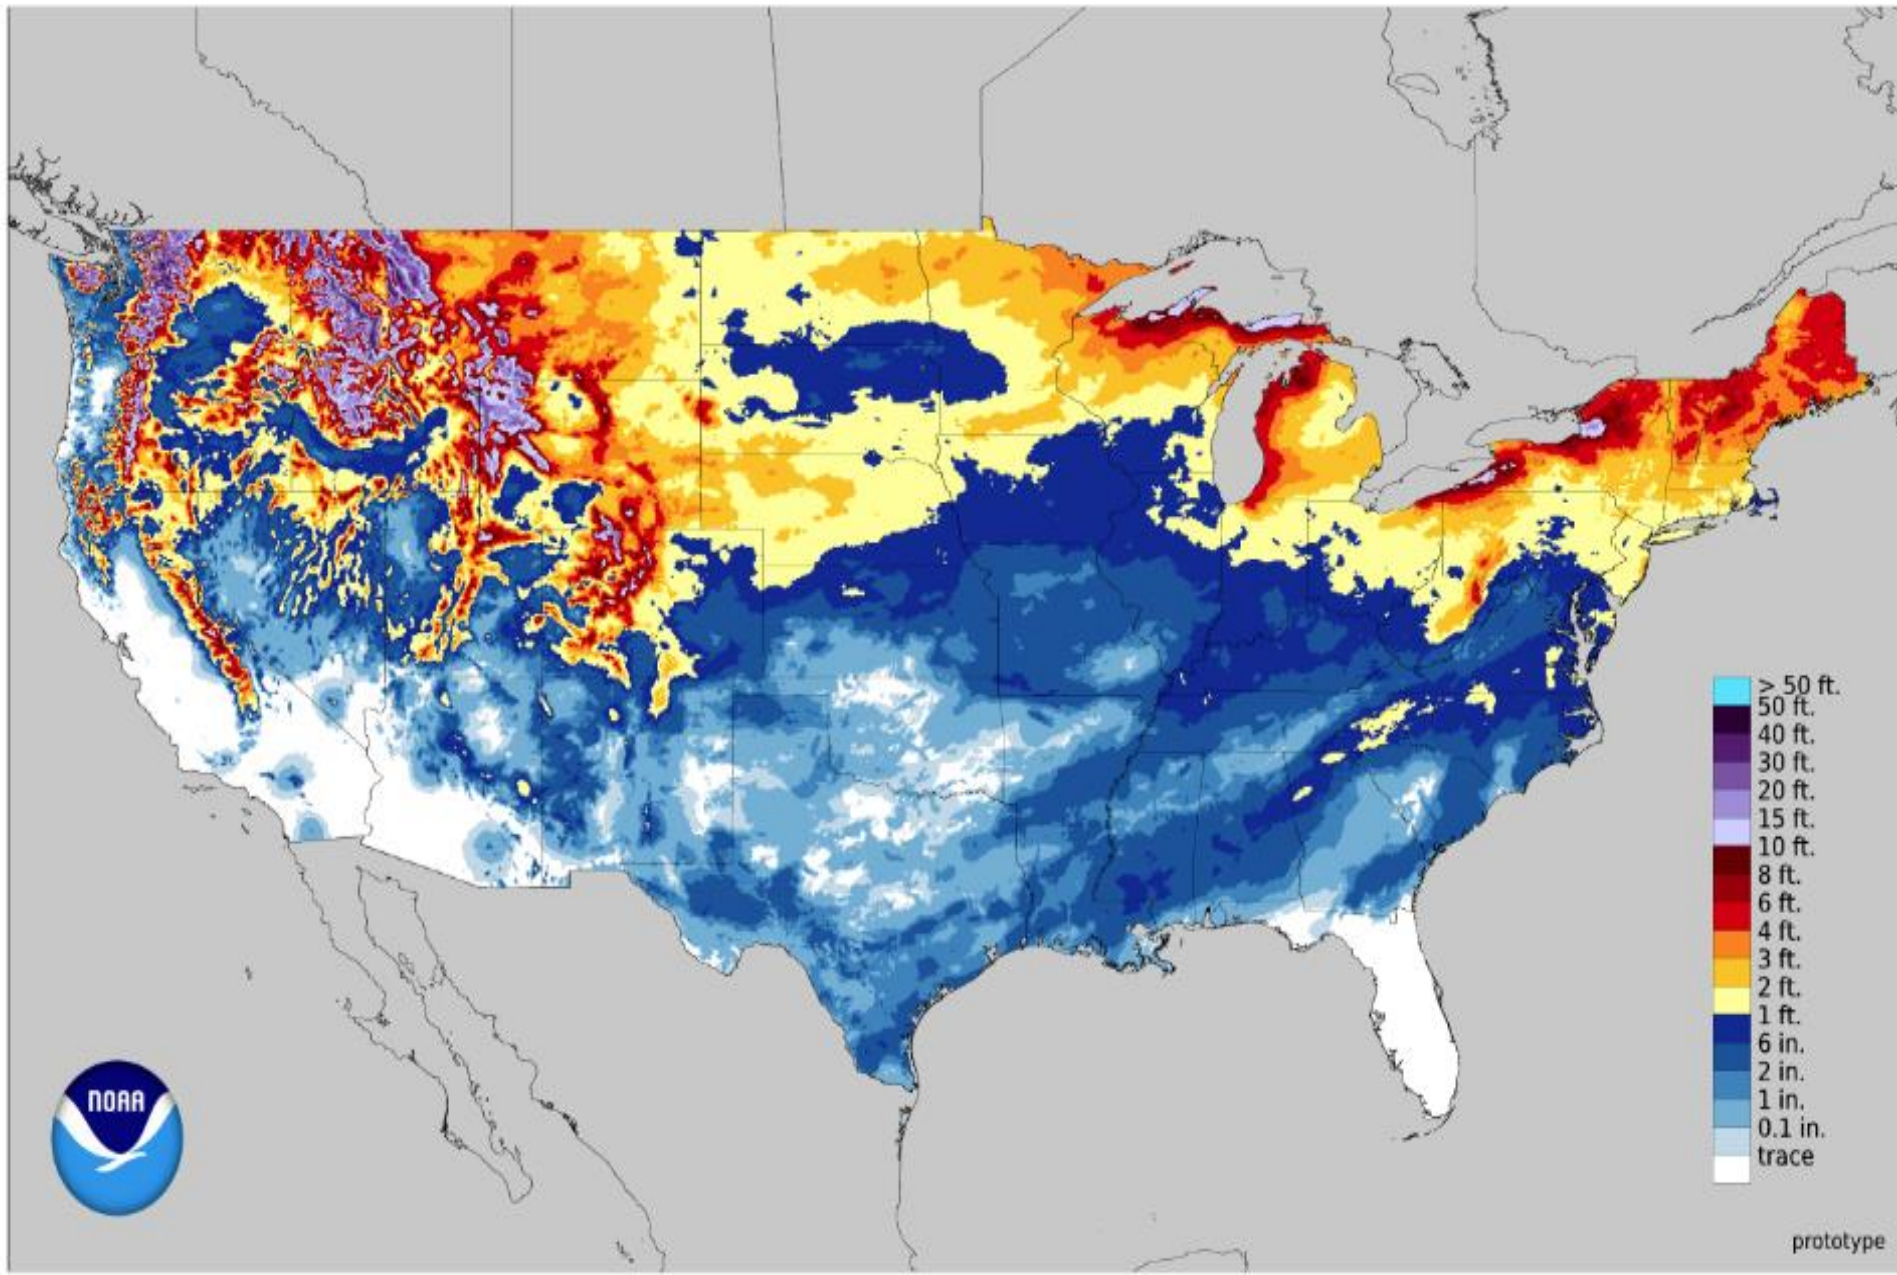 > 50 ft.
50 ft.
40 ft.
30 ft.
20 ft.
15 ft.
10 ft.
8 ft.
6 ft.
4 ft.
3 ft.
2 ft.
1 ft.
6 in.
2 in.
1 in.
0.1 in.
trace
NOAA
prototype